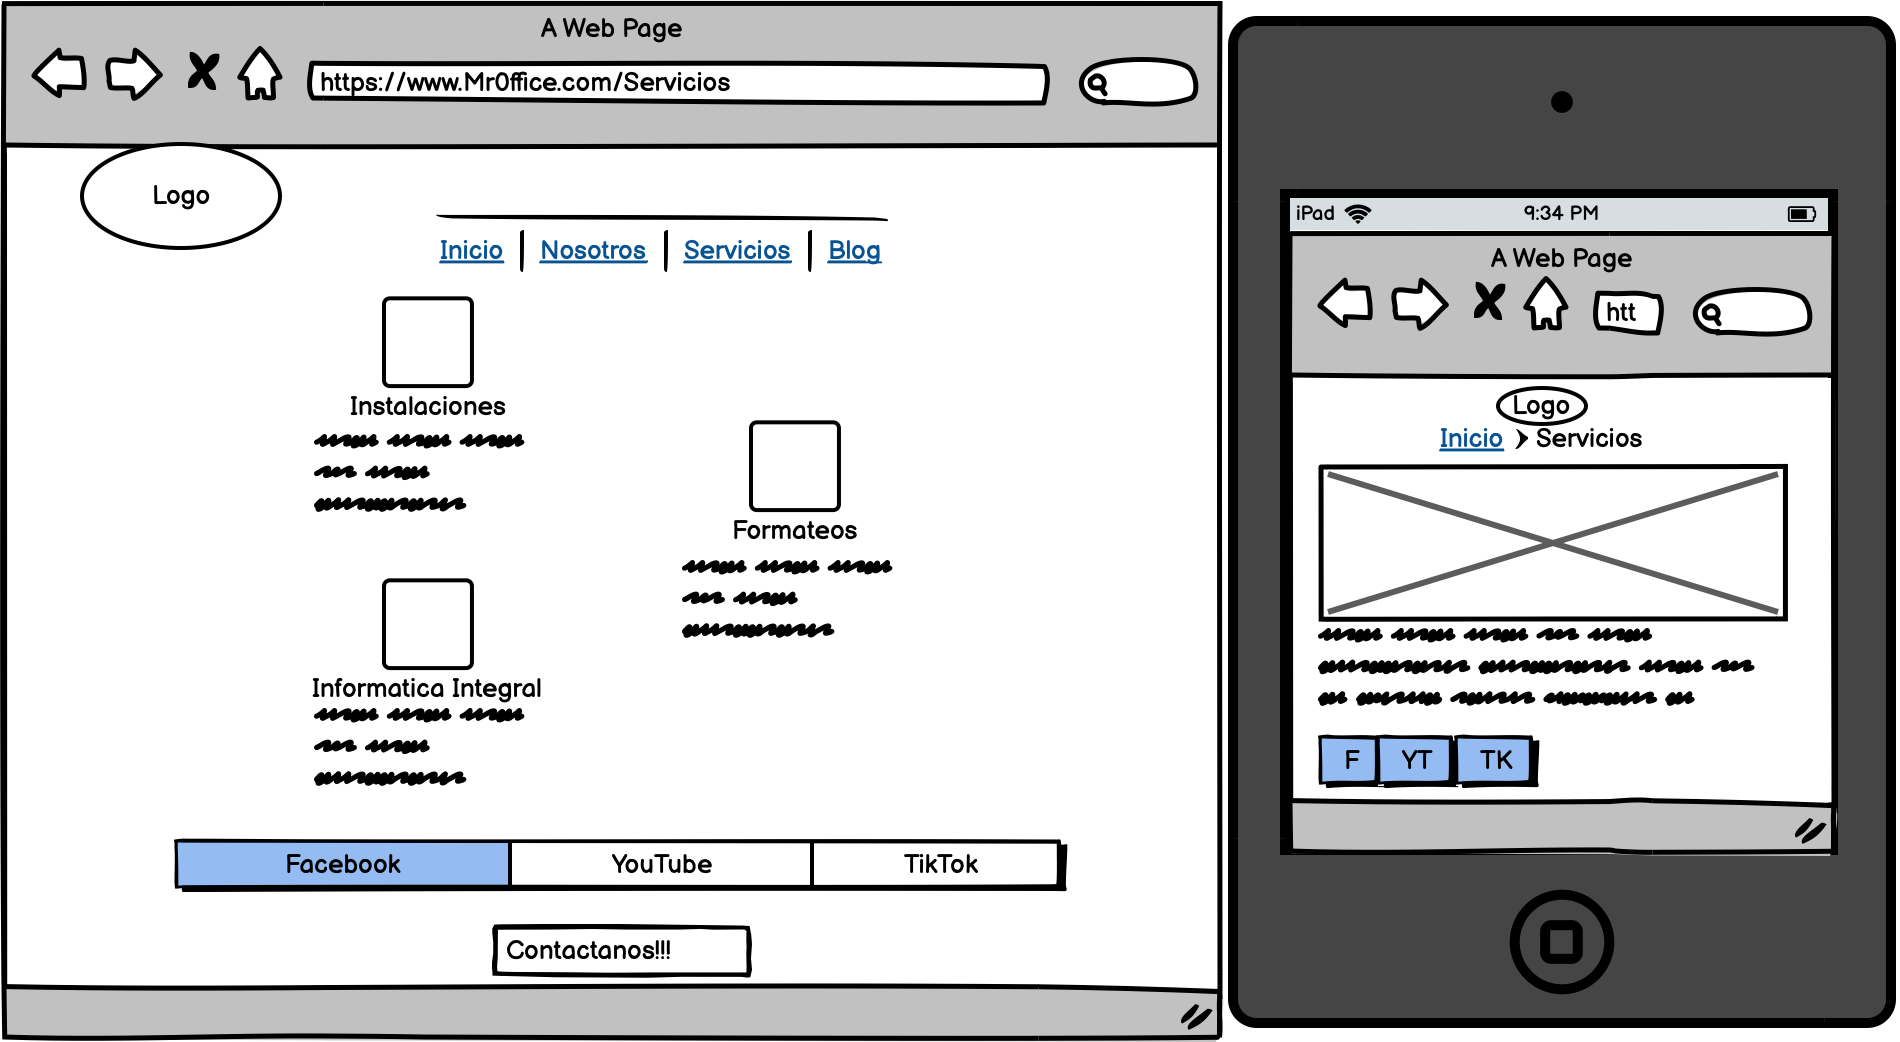 A Web Page
https://www.MrOffice.com/Servicios
Logo
Inicio Nosotros Servicios Blog
Instalaciones
Formateos
Informatica Integral
Facebook YouTube TikTok
Contactanos!!!
iPad 9:34 PM
A Web Page
htt
Logo
Inicio Servicios
F YT TK